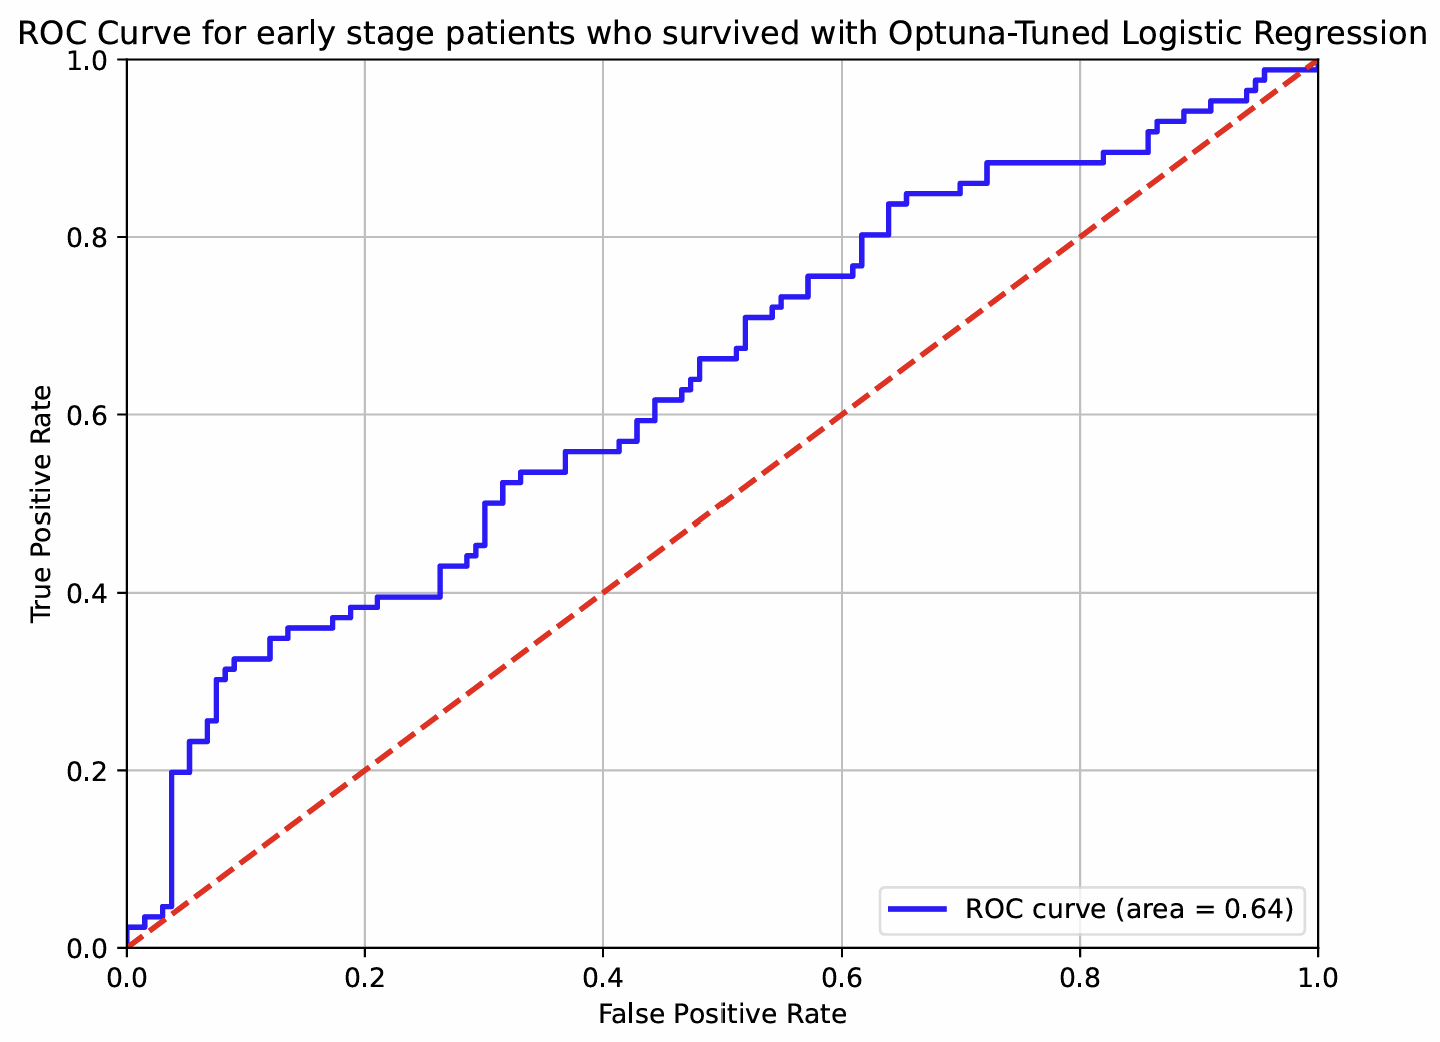 ROC Curve for early stage patients who survived with Optuna-Tuned Logistic Regression
1.0
0.8
0.6
0.4
0.2
0.0
True Positive Rate
ROC curve (area = 0.64)
0.0 0.2 0.4 0.6 0.8 1.0
False Positive Rate